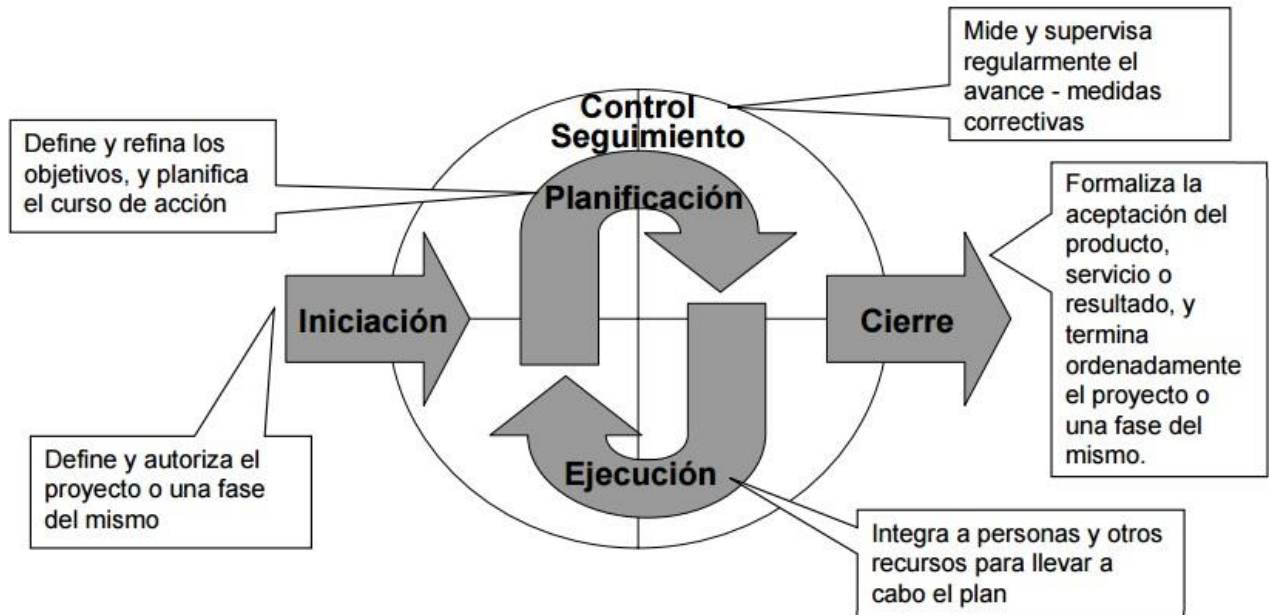 Mide y supervisa
regularmente el
avance - medidas
correctivas
Control
Seguimiento
Define y refina los
objetivos, y planifica
el curso de acción
Planificación
Formaliza la
aceptación del
producto,
servicio o
resultado, y
termina
ordenadamente
el proyecto o
una fase del
mismo.
Iniciación
Cierre
Define y autoriza el
proyecto o una fase
del mismo
Ejecución
Integra a personas y otros
recursos para llevar a
cabo el plan